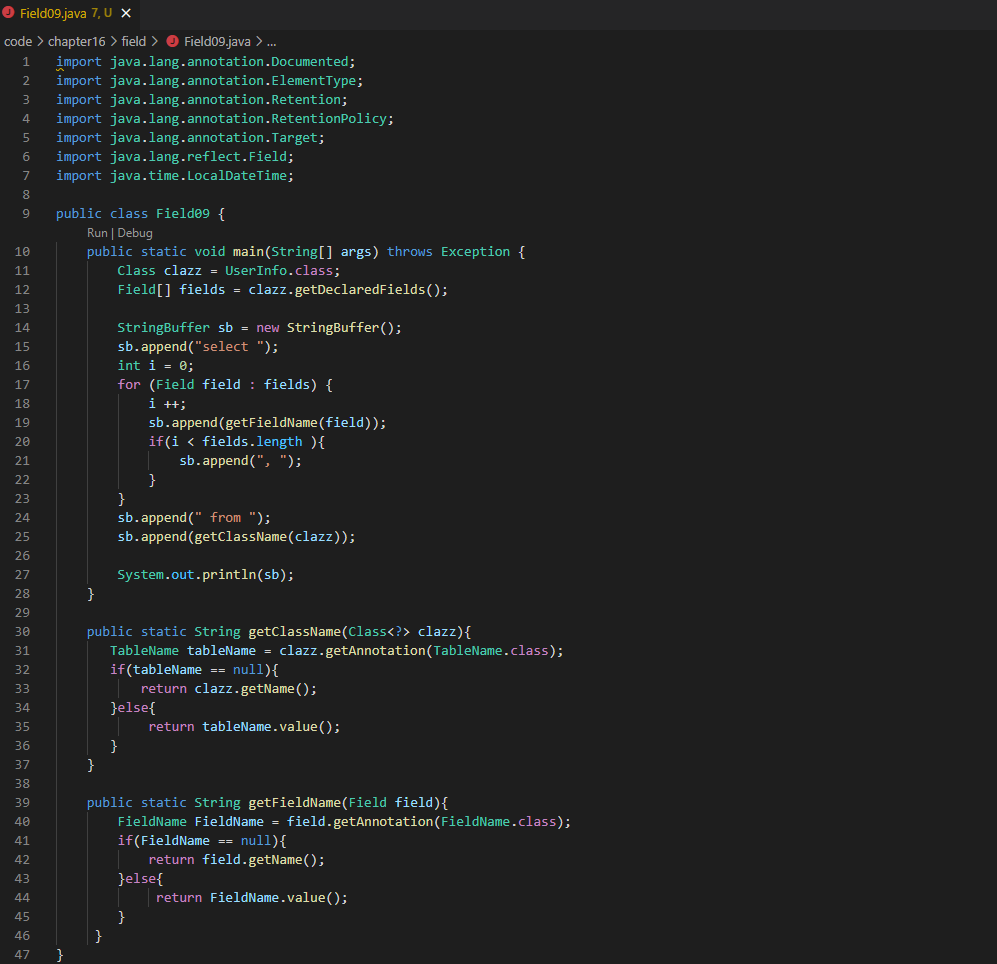 Field09.java 7, U
code > chapter16 > field > Field09.java > ...
1 import java.lang.annotation.Documented;
2 import java.lang.annotation.ElementType;
3 import java.lang.annotation.Retention;
4 import java.lang.annotation.RetentionPolicy;
5 import java.lang.annotation.Target;
6 import java.lang.reflect.Field;
7 import java.time.LocalDateTime;
8
9 public class Field09 {
Run | Debug
10 public static void main(String[] args) throws Exception {
11 Class clazz = UserInfo.class;
12 Field[] fields = clazz.getDeclaredFields();
13
14 StringBuffer sb = new StringBuffer();
15 sb.append("select ");
16 int i = 0;
17 for (Field field : fields) {
18 i ++;
19 sb.append(getFieldName(field));
20 if(i < fields.length ){
21 sb.append(", ");
22 }
23 }
24 sb.append(" from ");
25 sb.append(getClassName(clazz));
26
27 System.out.println(sb);
28 }
29
30 public static String getClassName(Class<?> clazz){
31 TableName tableName = clazz.getAnnotation(TableName.class);
32 if(tableName == null){
33 return clazz.getName();
34 }else{
35 return tableName.value();
36 }
37 }
38
39 public static String getFieldName(Field field){
40 FieldName FieldName = field.getAnnotation(FieldName.class);
41 if(FieldName == null){
42 return field.getName();
43 }else{
44 return FieldName.value();
45 }
46 }
47 }